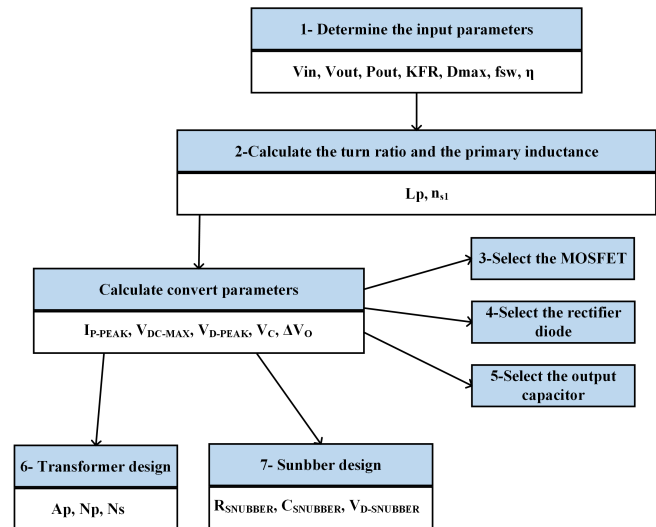 1- Determine the input parameters
Vin, Vout, Pout, KFR, Dmax, fsw, η
2-Calculate the turn ratio and the primary inductance
Lp, ns1
Calculate convert parameters
IP-PEAK, VDC-MAX, VD-PEAK, VC, ΔVO
3-Select the MOSFET
4-Select the rectifier
diode
5-Select the output
capacitor
6- Transformer design
Ap, Np, Ns
7- Sunbber design
RSNUBBER, CSNUBBER, VD-SNUBBER